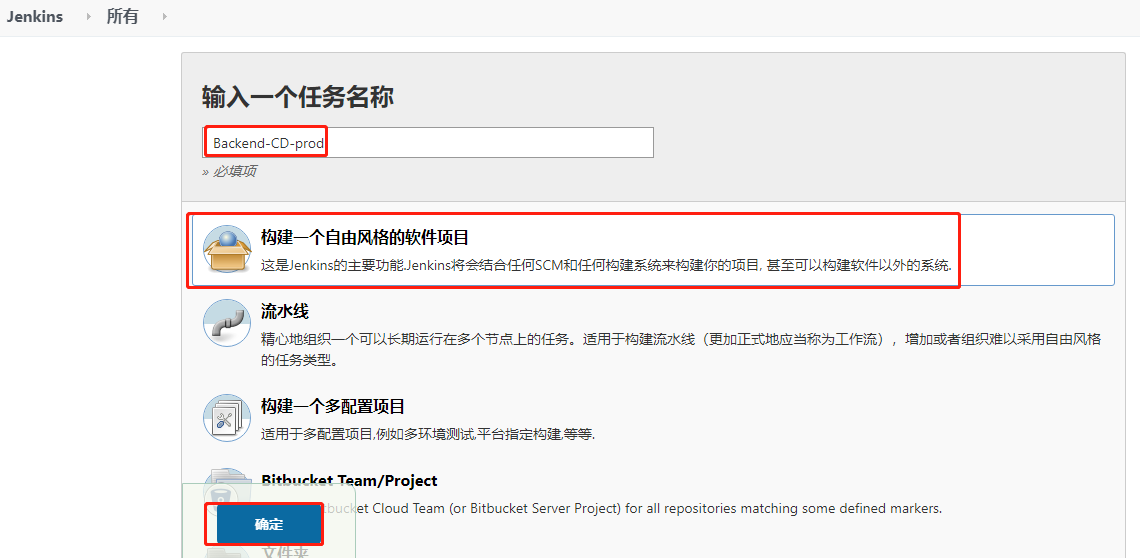 Jenkins 所有
输入一个任务名称
Backend-CD-prod
» 必填项
构建一个自由风格的软件项目
这是Jenkins的主要功能.Jenkins将会结合任何SCM和任何构建系统来构建你的项目, 甚至可以构建软件以外的系统.
流水线
精心地组织一个可以长期运行在多个节点上的任务。适用于构建流水线（更加正式地应当称为工作流），增加或者组织难以采用自由风格
的任务类型。
构建一个多配置项目
适用于多配置项目,例如多环境测试,平台指定构建,等等.
Bitbucket Team/Project
bucket Cloud Team (or Bitbucket Server Project) for all repositories matching some defined markers.
确定
文件夹